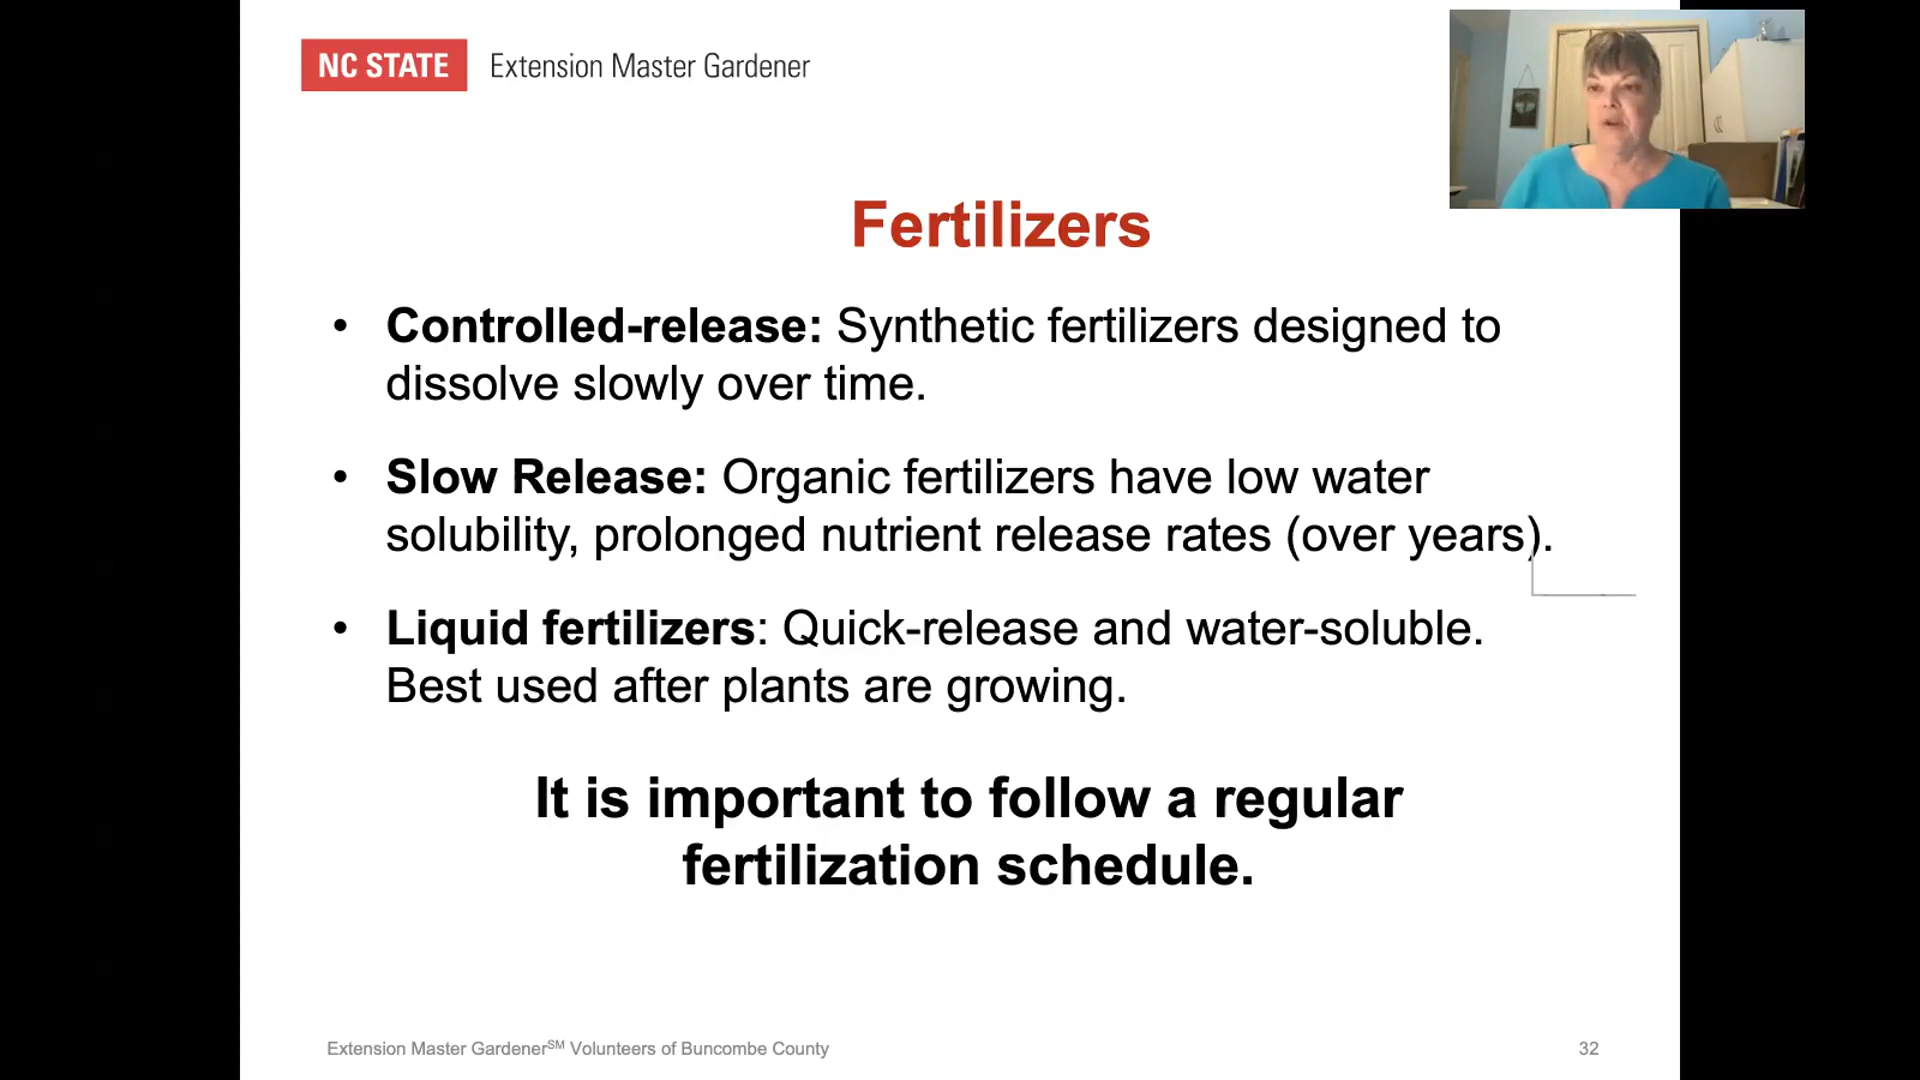 NC STATE Extension Master Gardener
Fertilizers
• Controlled-release: Synthetic fertilizers designed to
dissolve slowly over time.
• Slow Release: Organic fertilizers have low water
solubility, prolonged nutrient release rates (over years).
• Liquid fertilizers: Quick-release and water-soluble.
Best used after plants are growing.
It is important to follow a regular
fertilization schedule.
Extension Master Gardener℠ Volunteers of Buncombe County 32